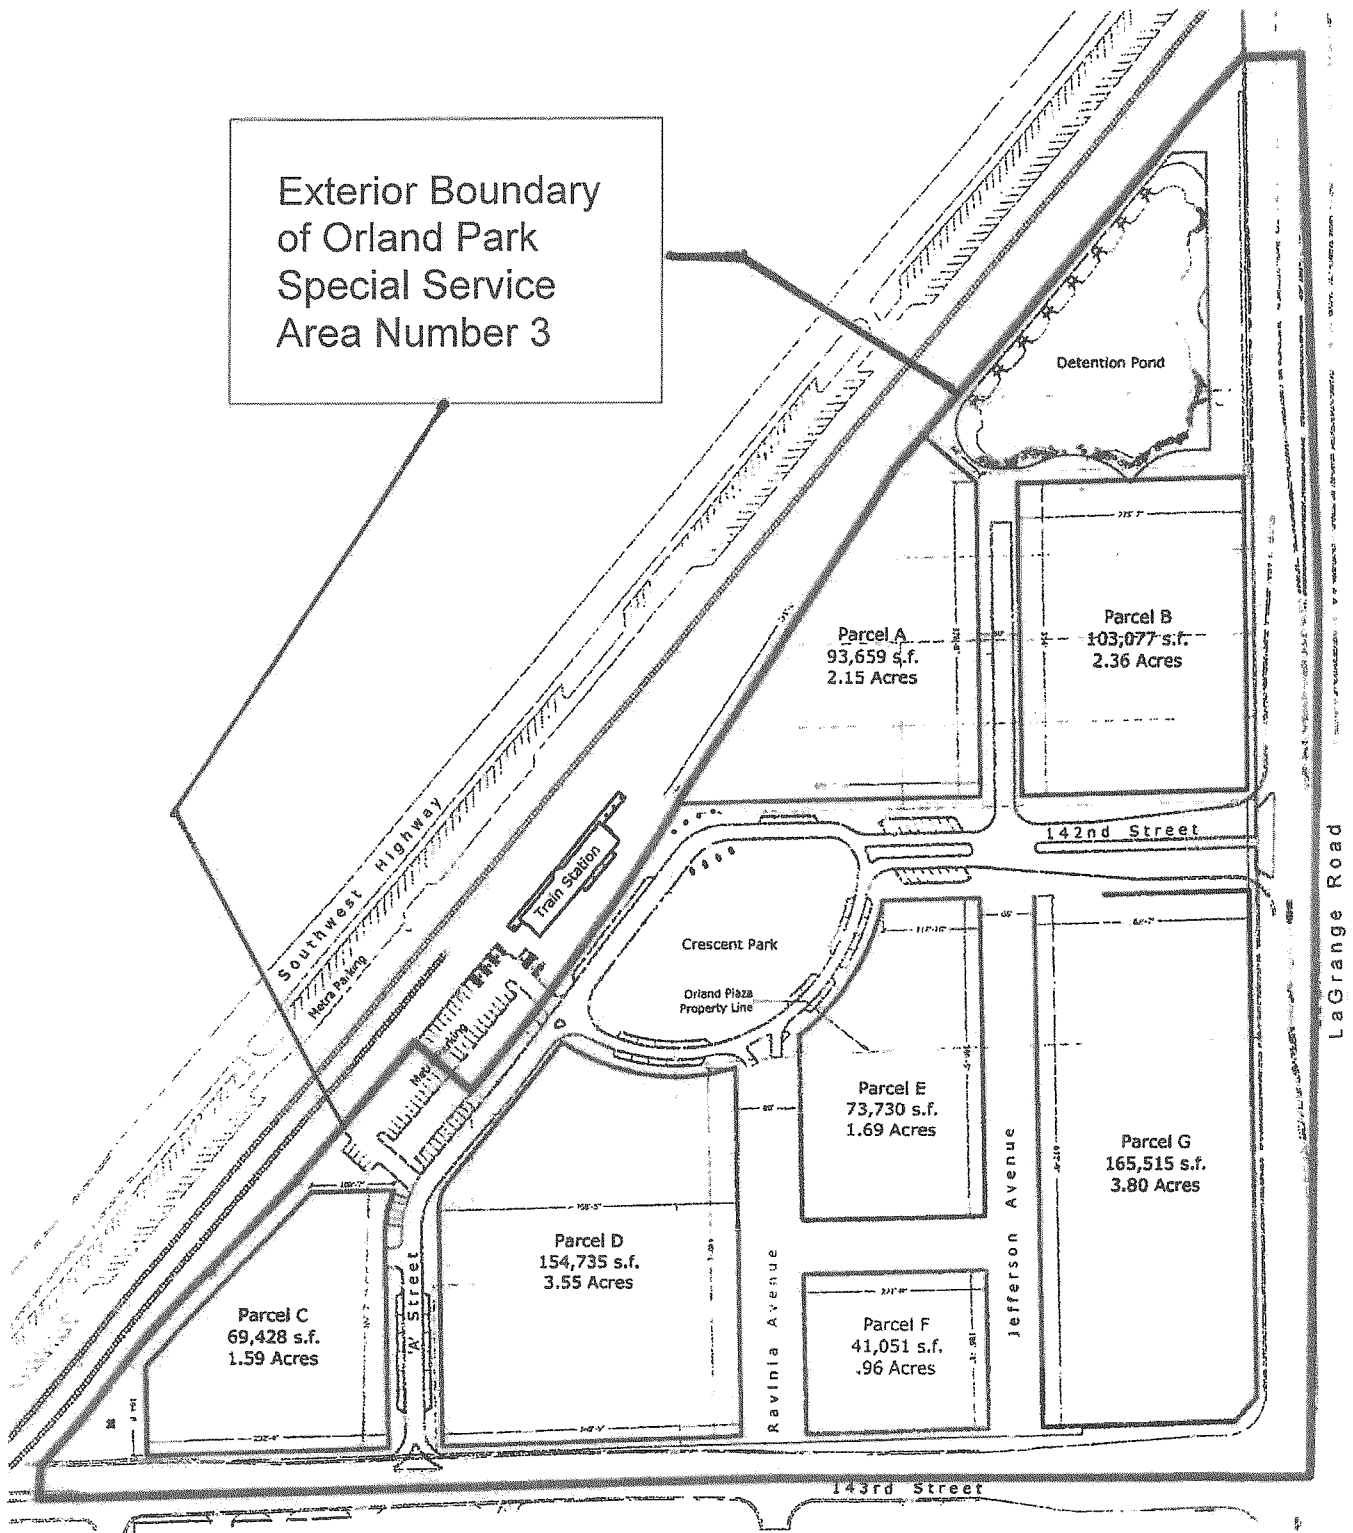 Exterior Boundary
of Orland Park
Special Service
Area Number 3
Detention Pond
Parcel A
93,659 s.f.
2.15 Acres
Parcel B
103,077 s.f.
2.36 Acres
142nd Street
Southwest Highway
Metra Parking
Train Station
Crescent Park
Orland Plaza
Property Line
LaGrange Road
Parcel E
73,730 s.f.
1.69 Acres
Parcel G
165,515 s.f.
3.80 Acres
Parcel D
154,735 s.f.
3.55 Acres
Parcel C
69,428 s.f.
1.59 Acres
'A' Street
Ravinia Avenue
Jefferson Avenue
Parcel F
41,051 s.f.
.96 Acres
143rd Street